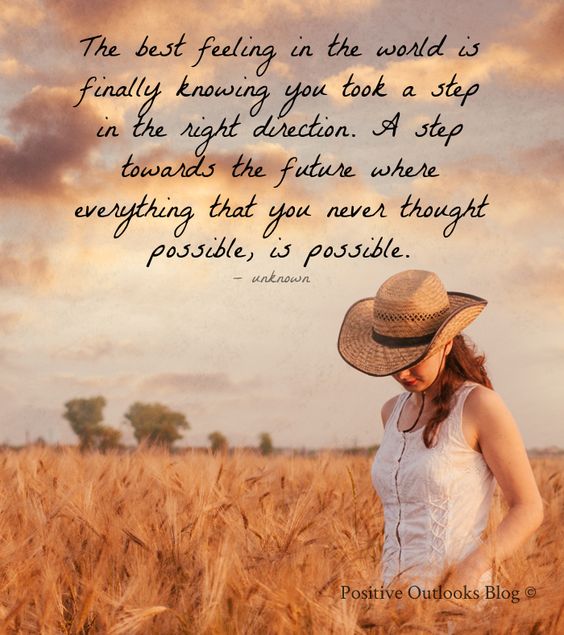 The best feeling in the world is
finally knowing you took a step
in the right direction. A step
towards the future where
everything that you never thought
possible, is possible.
– unknown
Positive Outlooks Blog ©